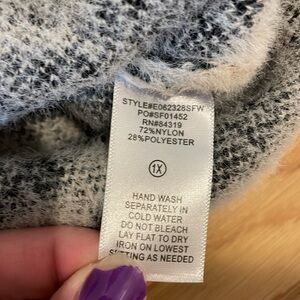 STYLE#E062328SFW
PO#SF01452
RN#84319
72%NYLON
28%POLYESTER
1X
HAND WASH
SEPARATELY IN
COLD WATER
DO NOT BLEACH
LAY FLAT TO DRY
IRON ON LOWEST
SETTING AS NEEDED